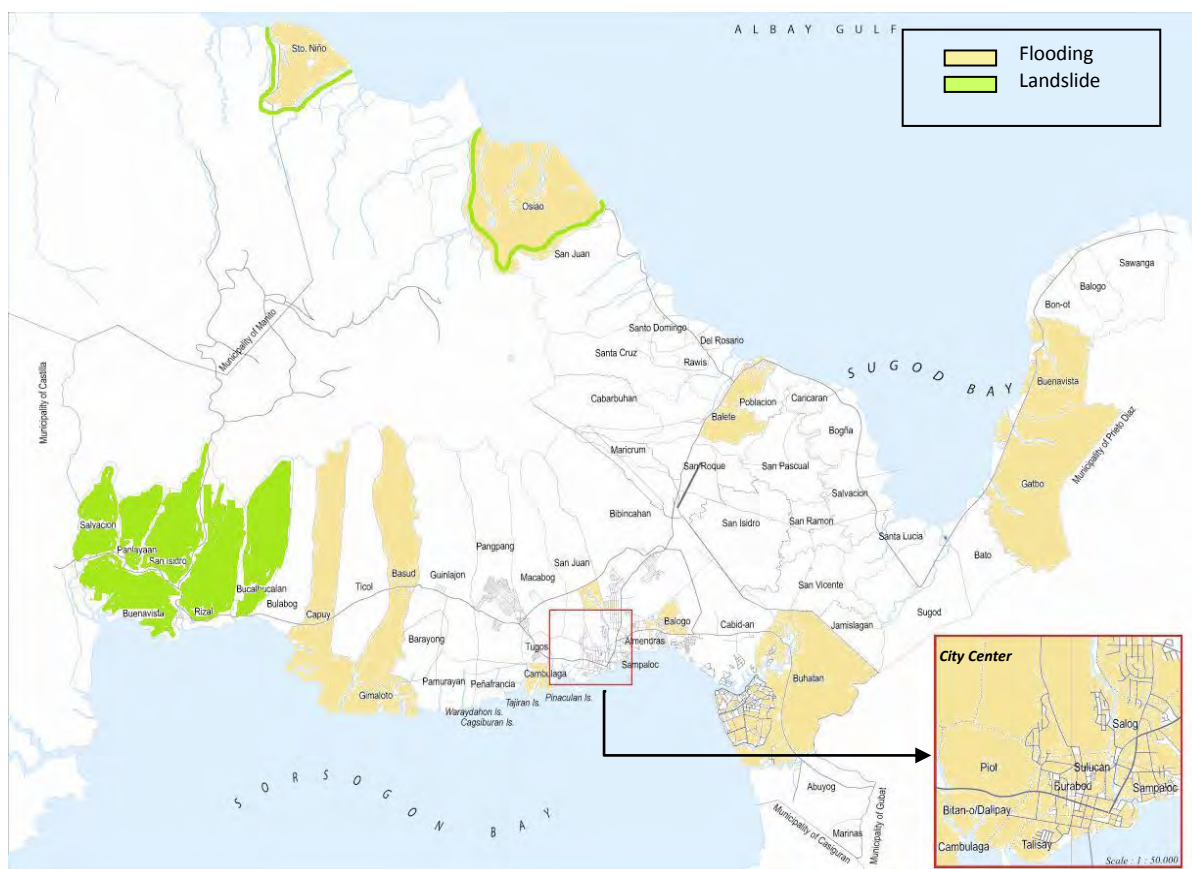 ALBAY GULF
Flooding
Landslide
Sto. Niño
Osiao
San Juan
Sawanga
Balogo
Bon-ot
Municipality of Manito
Municipality of Castilla
Santo Domingo
Del Rosario
Santa Cruz
Rawis
SUGOD BAY
Buenavista
Cabarbuhan
Poblacion
Caricaran
Balete
Bogña
Municipality of Prieto Diaz
Maricrum
San Roque
San Pascual
Gatbo
Salvacion
Salvacion
Bibincahan
San Isidro
San Ramon
Santa Lucia
Panlayaan
San isidro
Pangpang
San Juan
Bato
Macabog
Basud
Guinlajon
Ticol
Bucalbucalan
Bulabog
San Vicente
Buenavista
Rizal
Capuy
Sugod
Balogo
Cabid-an
Jamislagan
Barayong
Tugos
Almendras
City Center
Cambulaga
Sampaloc
Buhatan
Pamurayan
Peñafrancia
Gimaloto
Waraydahon Is.
Cagsiburan Is.
Tajiran Is.
Pinaculan Is.
Salog
Piot
Sulucan
Burabod
Sampaloc
Bitan-o/Dalipay
Talisay
Cambulaga
Scale : 1 : 50.000
SORSOGON BAY
Abuyog
Marinas
Municipality of Casiguran
Municipality of Gubat